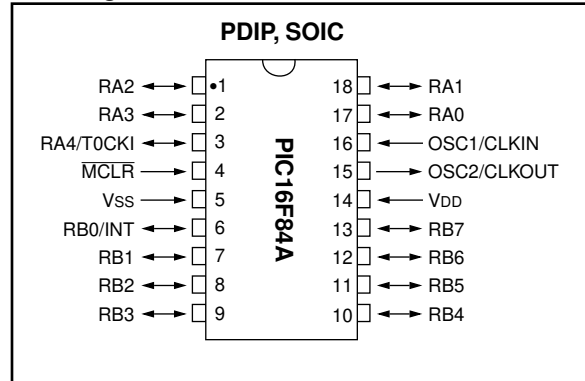 PDIP, SOIC
RA2 •1 18 RA1
RA3 2 17 RA0
RA4/T0CKI 3 16 OSC1/CLKIN
MCLR 4 15 OSC2/CLKOUT
VSS 5 14 VDD
RB0/INT 6 13 RB7
RB1 7 12 RB6
RB2 8 11 RB5
RB3 9 10 RB4
PIC16F84A